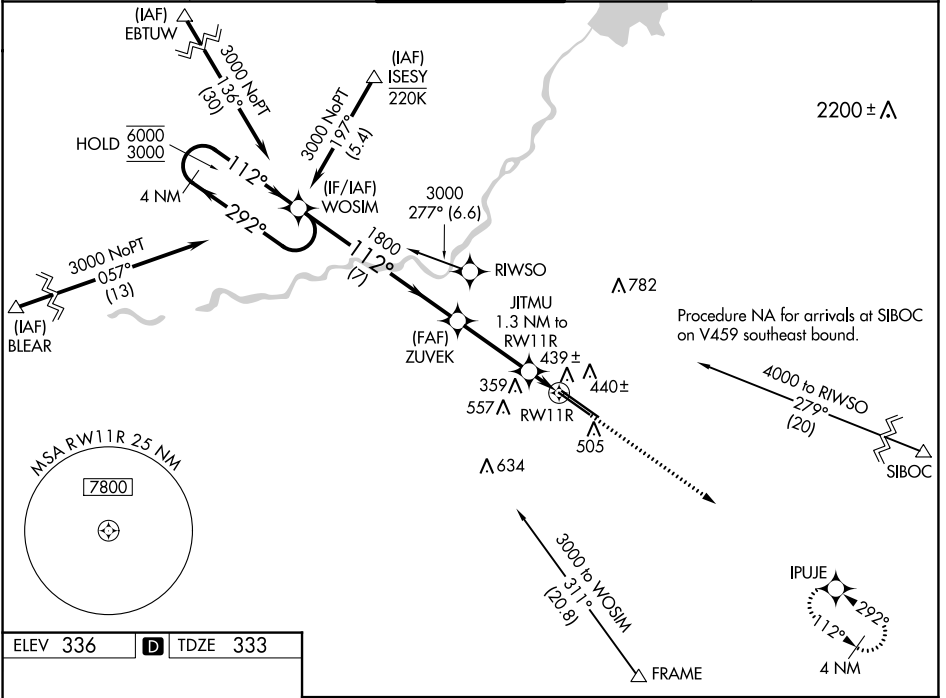 (IAF)
EBTUW
3000 NoPT
136°
(30)
(IAF)
ISESY
220K
3000 NoPT
197°
(5.4)
2200 ±
HOLD 6000
3000
4 NM
112°
292°
(IF/IAF)
WOSIM
3000
277° (6.6)
1800
112°
(7)
RIWSO
3000 NoPT
057°
(13)
(IAF)
BLEAR
782
JITMU
1.3 NM to
RW11R
(FAF)
ZUVEK
439 ±
440 ±
359
557
RW11R
505
634
Procedure NA for arrivals at SIBOC
on V459 southeast bound.
4000 to RIWSO
279°
(20)
SIBOC
MSA RW11R 25 NM
7800
3000 to WOSIM
311°
(20.8)
FRAME
IPUJE
292°
112°
4 NM
ELEV 336 D TDZE 333